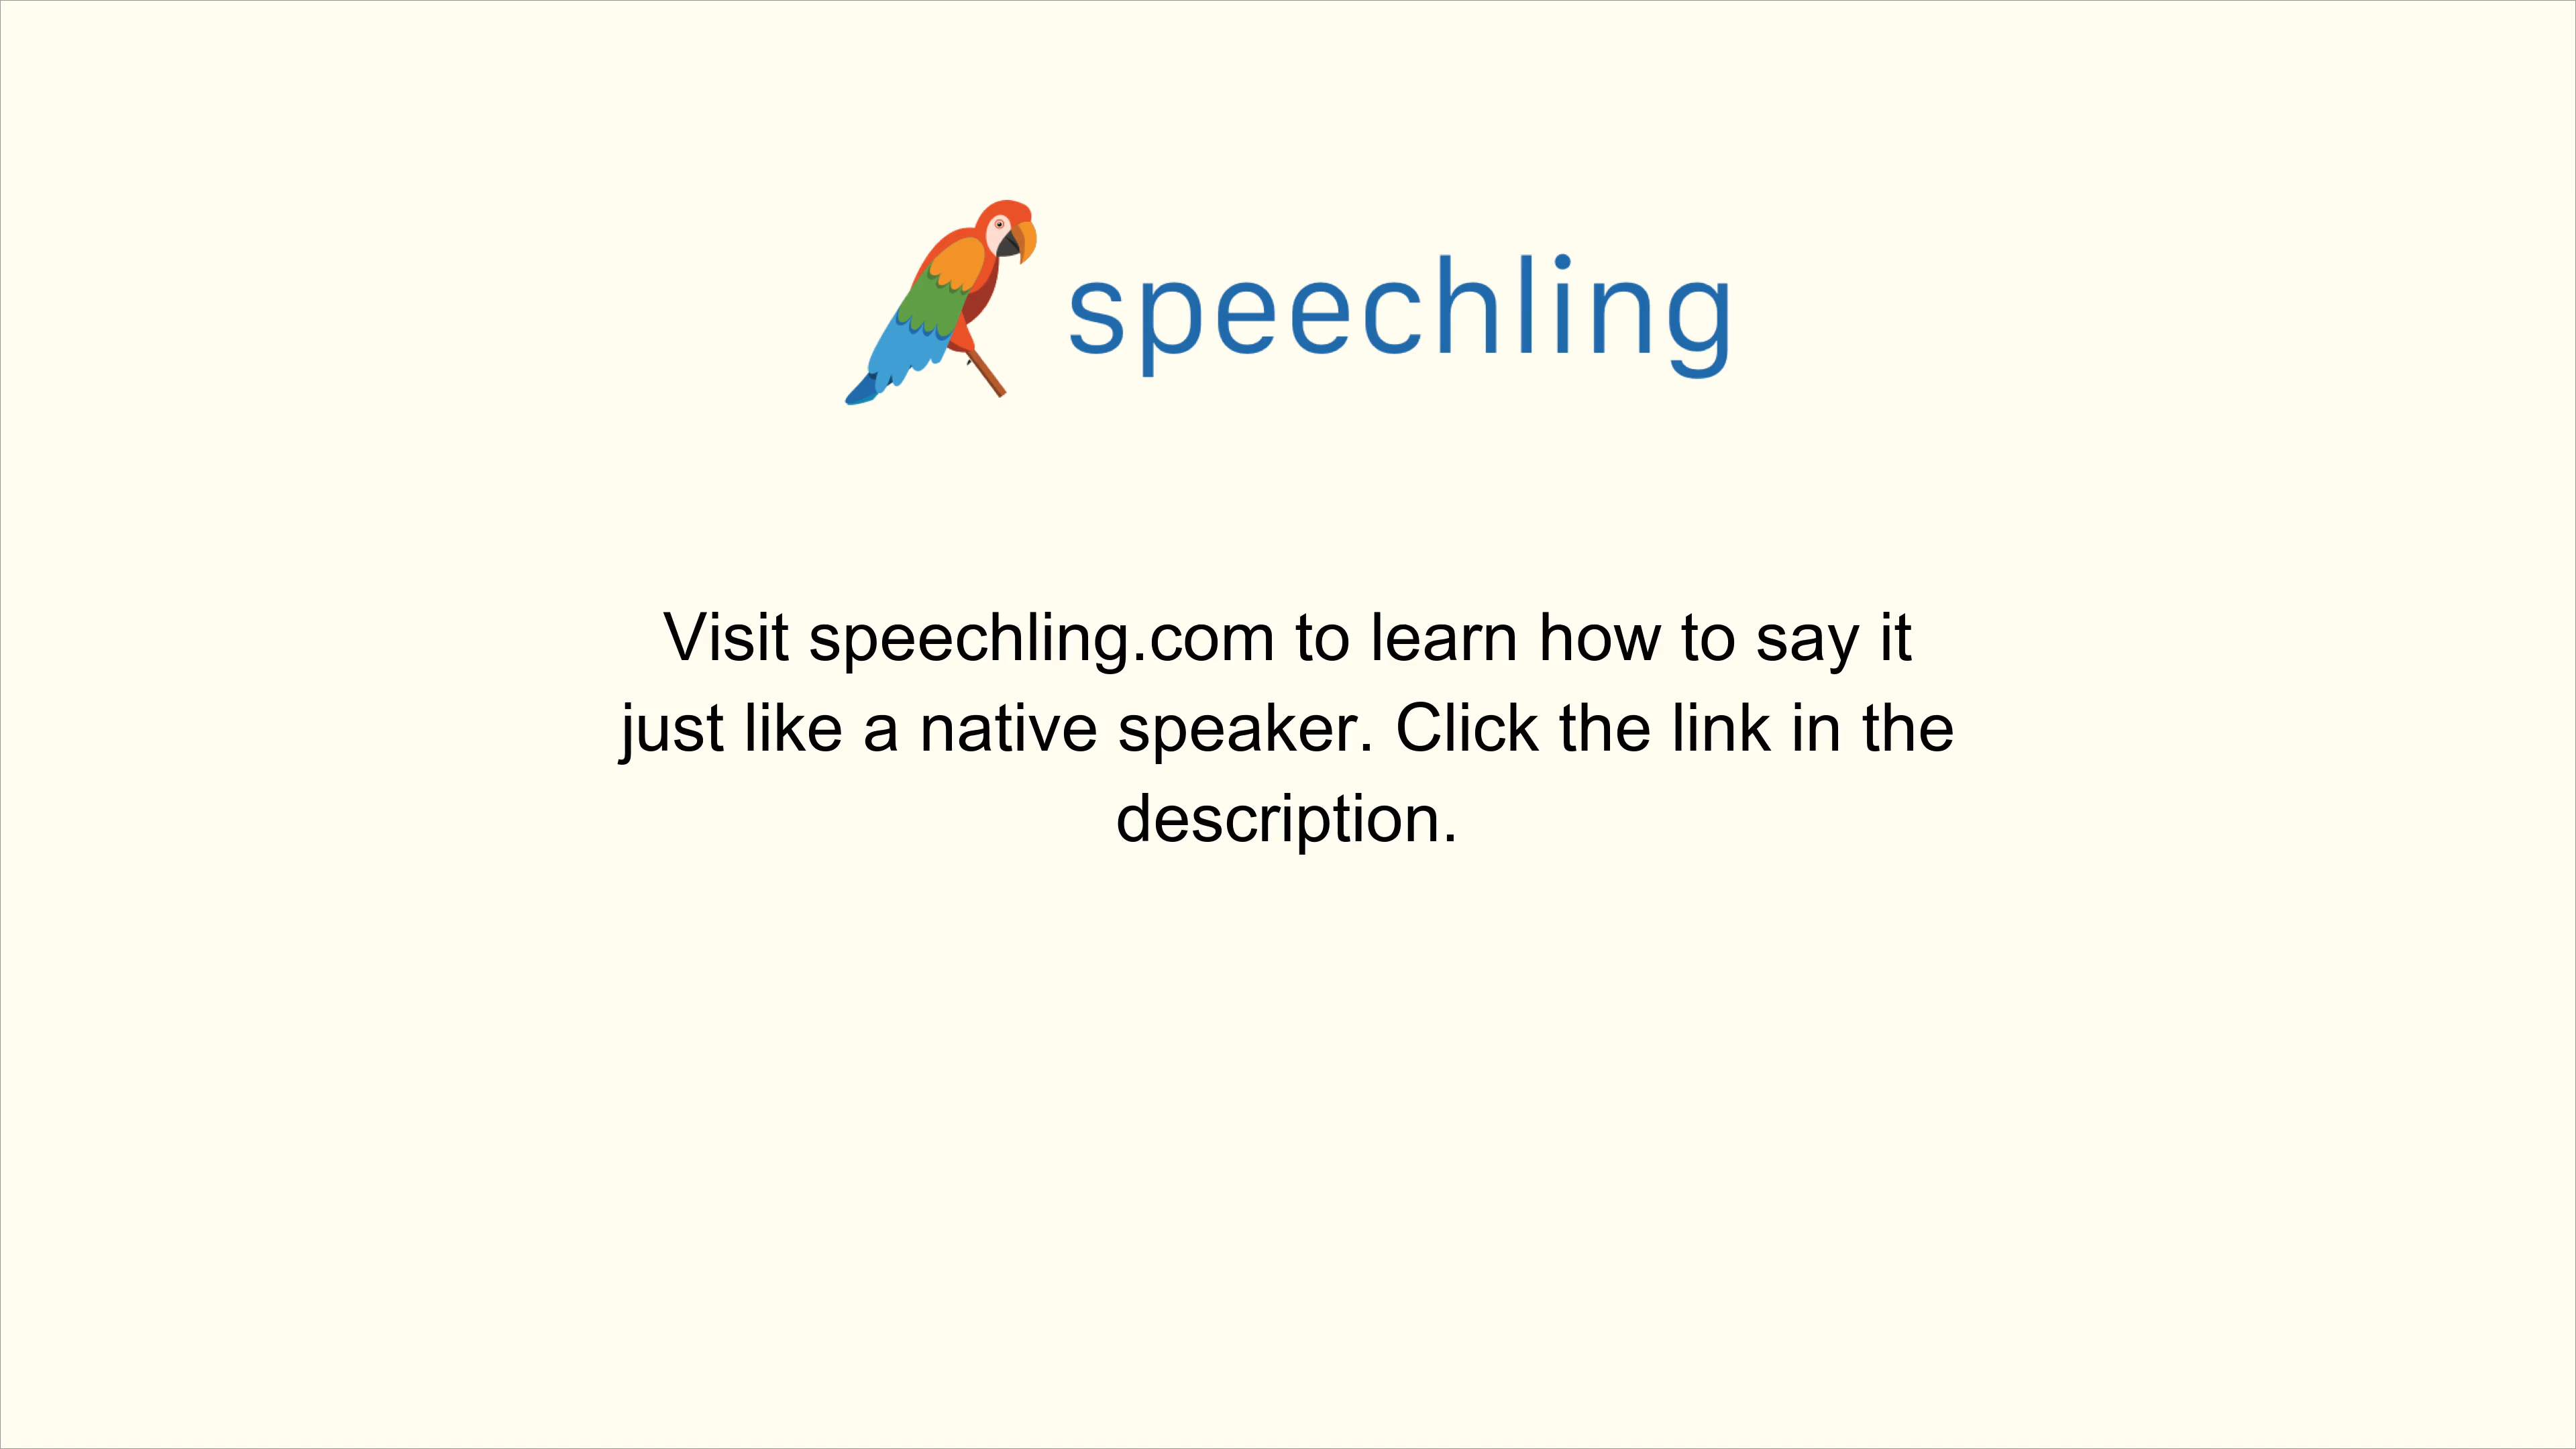 speechling
Visit speechling.com to learn how to say it
just like a native speaker. Click the link in the
description.